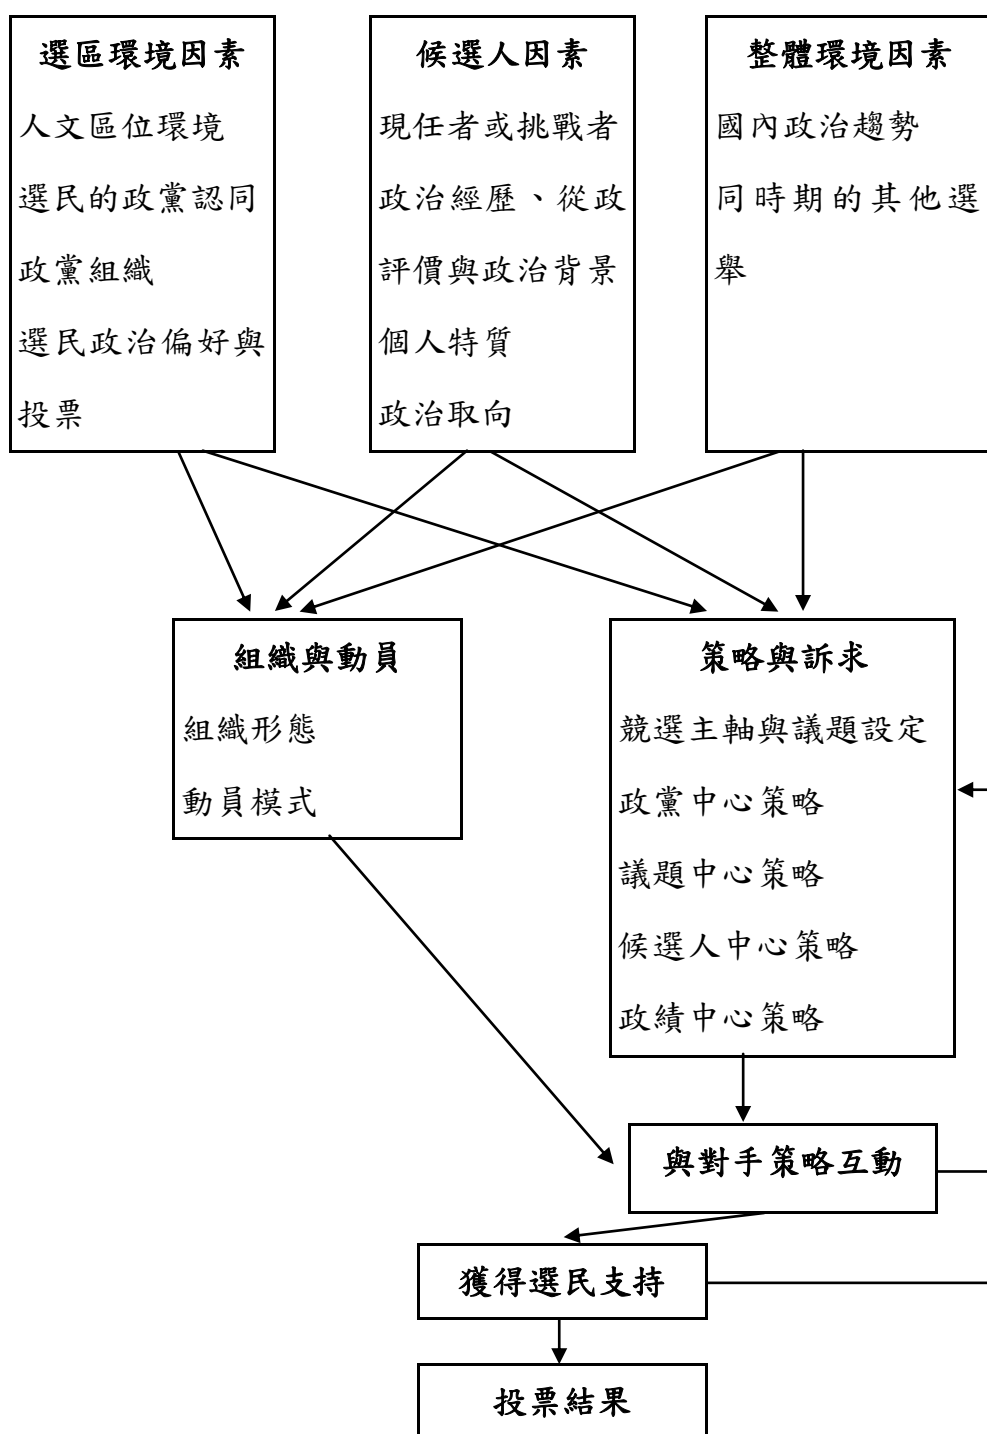 選區環境因素
人文區位環境
選民的政黨認同
政黨組織
選民政治偏好與
投票
候選人因素
現任者或挑戰者
政治經歷、從政
評價與政治背景
個人特質
政治取向
整體環境因素
國內政治趨勢
同時期的其他選
舉
組織與動員
組織形態
動員模式
策略與訴求
競選主軸與議題設定
政黨中心策略
議題中心策略
候選人中心策略
政績中心策略
與對手策略互動
獲得選民支持
投票結果